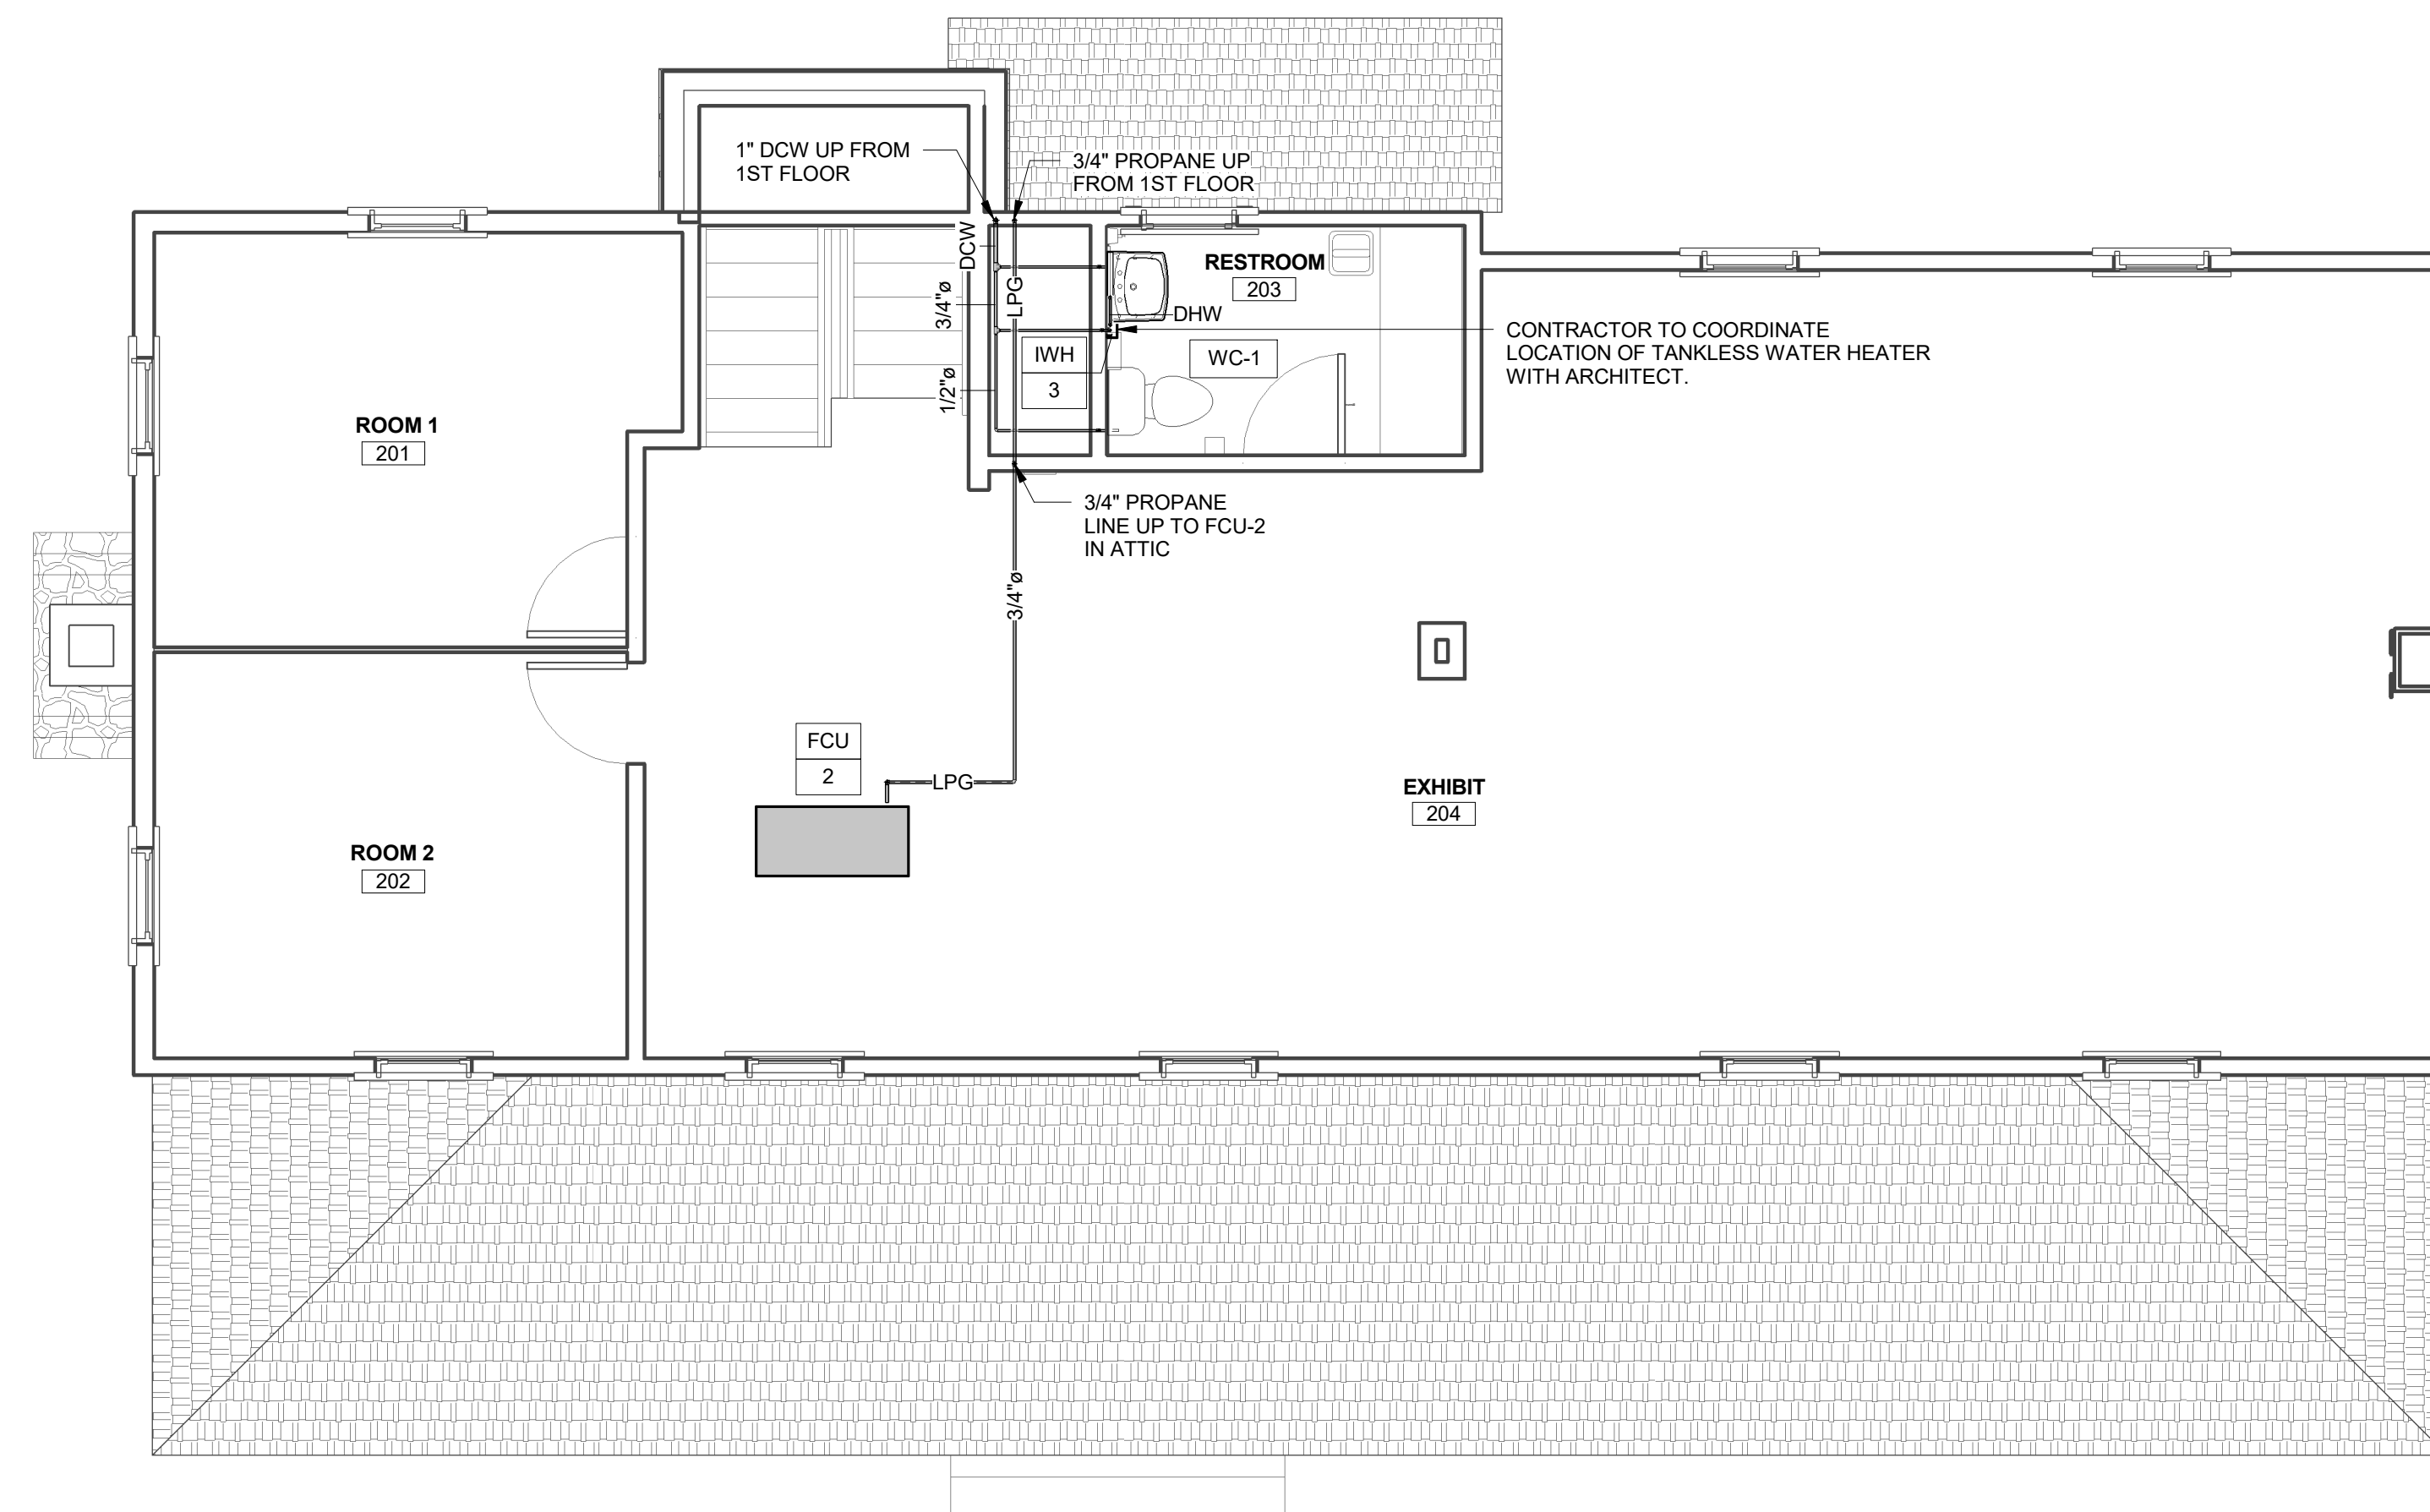 1" DCW UP FROM
1ST FLOOR
3/4" PROPANE UP
FROM 1ST FLOOR
DCW
3/4"ø
1/2"ø
LPG
RESTROOM
203
DHW
IWH
3
WC-1
CONTRACTOR TO COORDINATE
LOCATION OF TANKLESS WATER HEATER
WITH ARCHITECT.
ROOM 1
201
3/4" PROPANE
LINE UP TO FCU-2
IN ATTIC
3/4"ø
FCU
2
LPG
EXHIBIT
204
ROOM 2
202